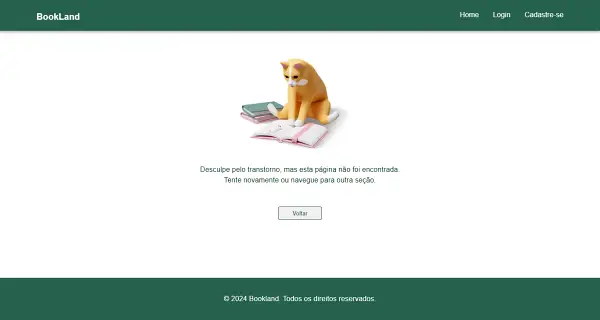 BookLand
Home Login Cadastre-se
Desculpe pelo transtorno, mas esta página não foi encontrada.
Tente novamente ou navegue para outra seção.
Voltar
© 2024 Bookland. Todos os direitos reservados.